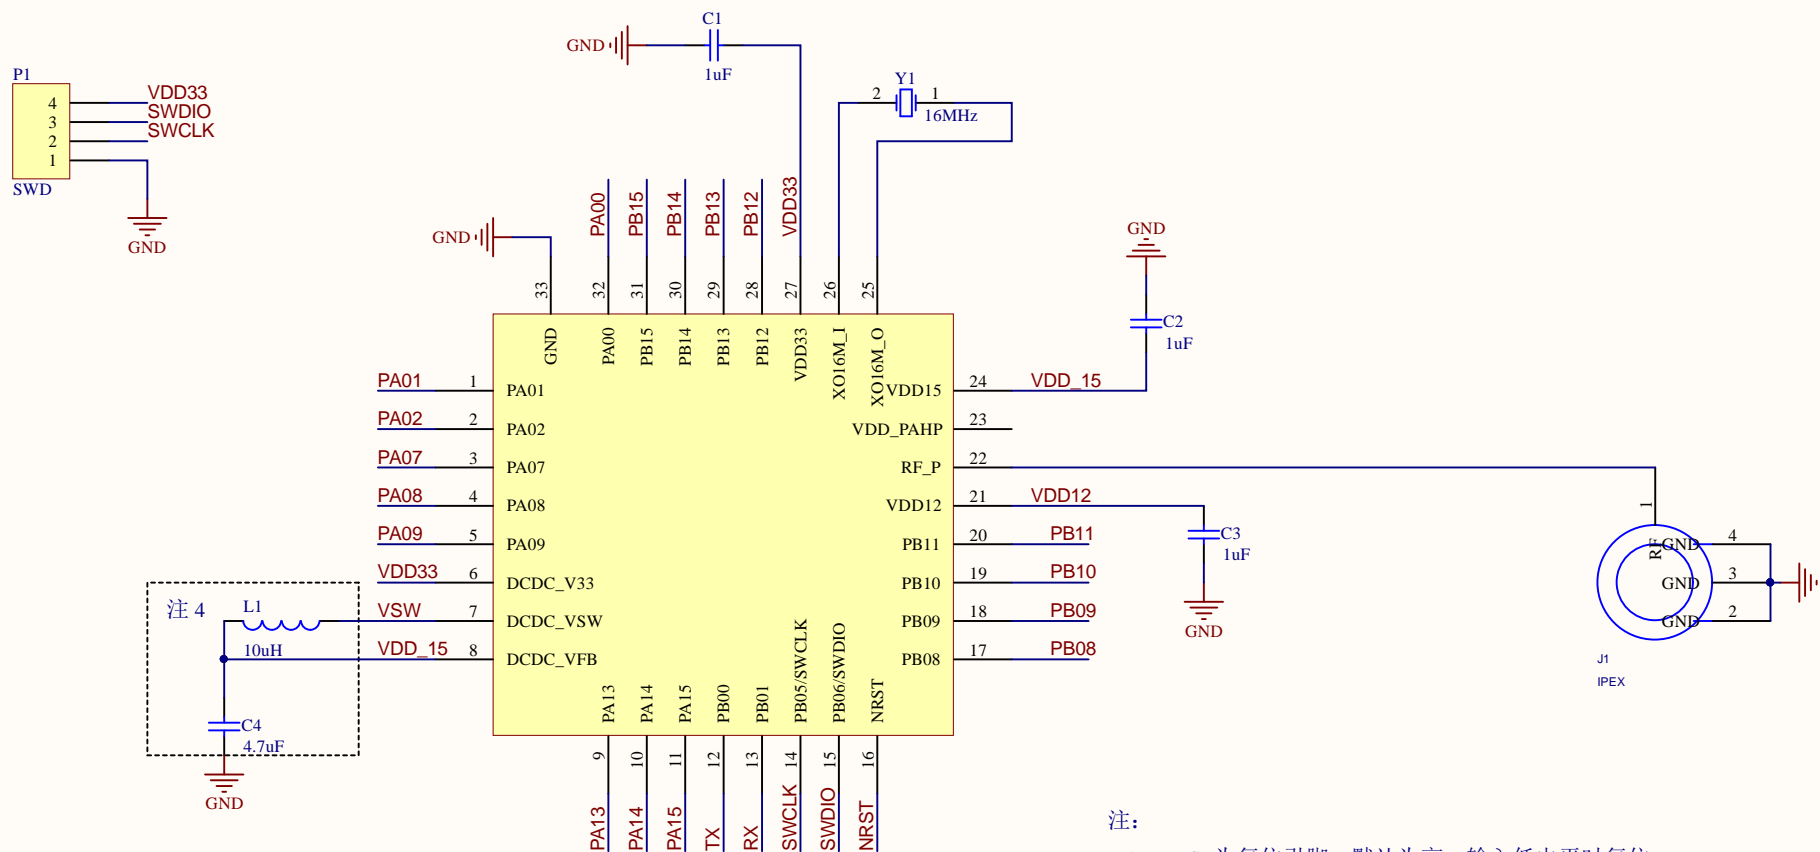 P1
4 VDD33
3 SWDIO
2 SWCLK
1
SWD
GND
C1
GND
1uF
Y1
2 1
16MHz
GND
PA00
PB15
PB14
PB13
PB12
VDD33
33
32
31
30
29
28
27
26
25
GND
PA00
PB15
PB14
PB13
PB12
VDD33
XO16M_I
XO16M_O
GND
C2
1uF
PA01 1 PA01
PA02 2 PA02
PA07 3 PA07
PA08 4 PA08
PA09 5 PA09
VDD33 6 DCDC_V33
VSW 7 DCDC_VSW
VDD_15 8 DCDC_VFB
VDD15 24 VDD_15
VDD_PAHP 23
RF_P 22
VDD12 21 VDD12
PB11 20 PB11
PB10 19 PB10
PB09 18 PB09
PB08 17 PB08
C3
1uF
GND
注 4
L1
10uH
C4
4.7uF
GND
PA13
PA14
PA15
PB00
PB01
PB05/SWCLK
PB06/SWDIO
NRST
9
10
11
12
13
14
15
16
PA13
PA14
PA15
TX
RX
SWCLK
SWDIO
NRST
1
RF
GND 4
GND 3
GND 2
J1
IPEX
注：